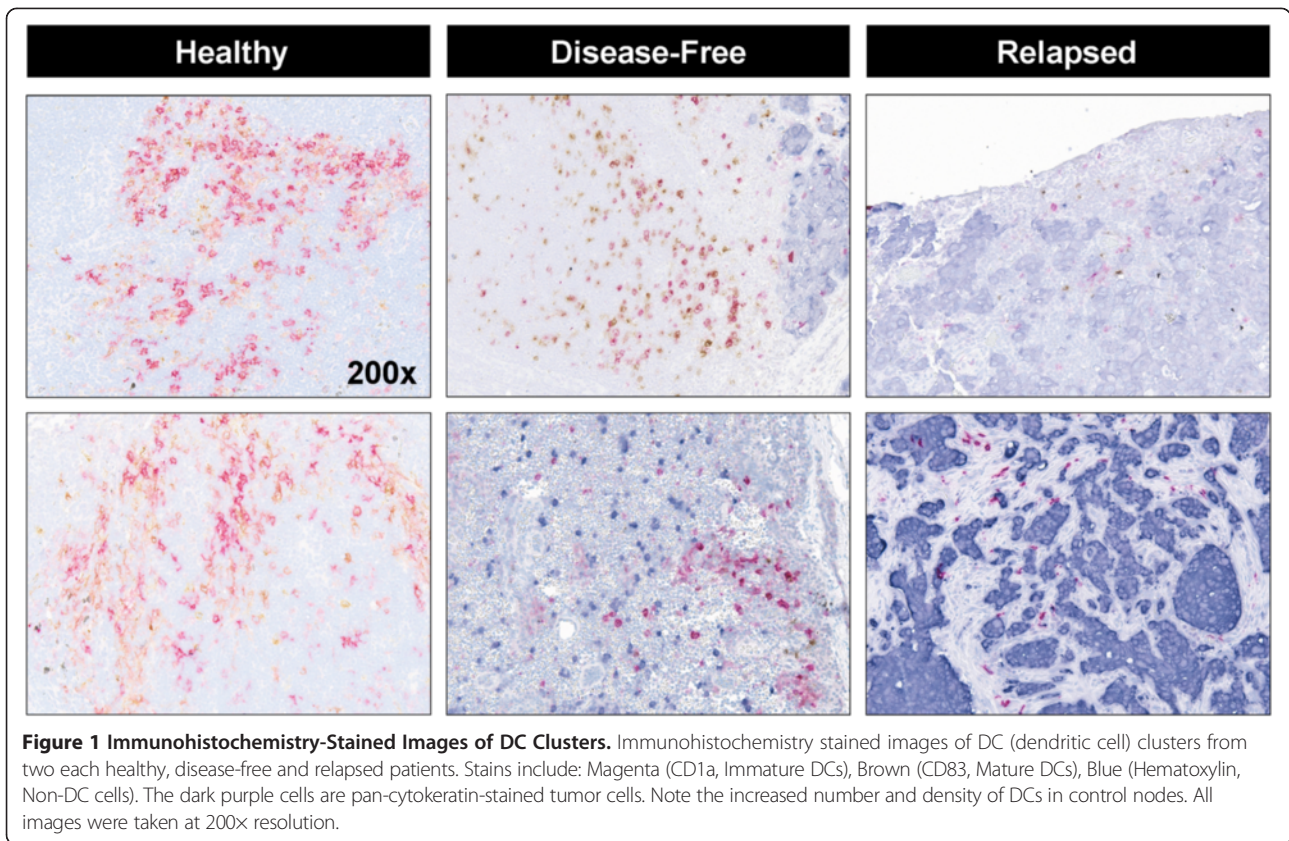 Healthy
Disease-Free
Relapsed
200x
Figure 1 Immunohistochemistry-Stained Images of DC Clusters. Immunohistochemistry stained images of DC (dendritic cell) clusters from
two each healthy, disease-free and relapsed patients. Stains include: Magenta (CD1a, Immature DCs), Brown (CD83, Mature DCs), Blue (Hematoxylin,
Non-DC cells). The dark purple cells are pan-cytokeratin-stained tumor cells. Note the increased number and density of DCs in control nodes. All
images were taken at 200× resolution.